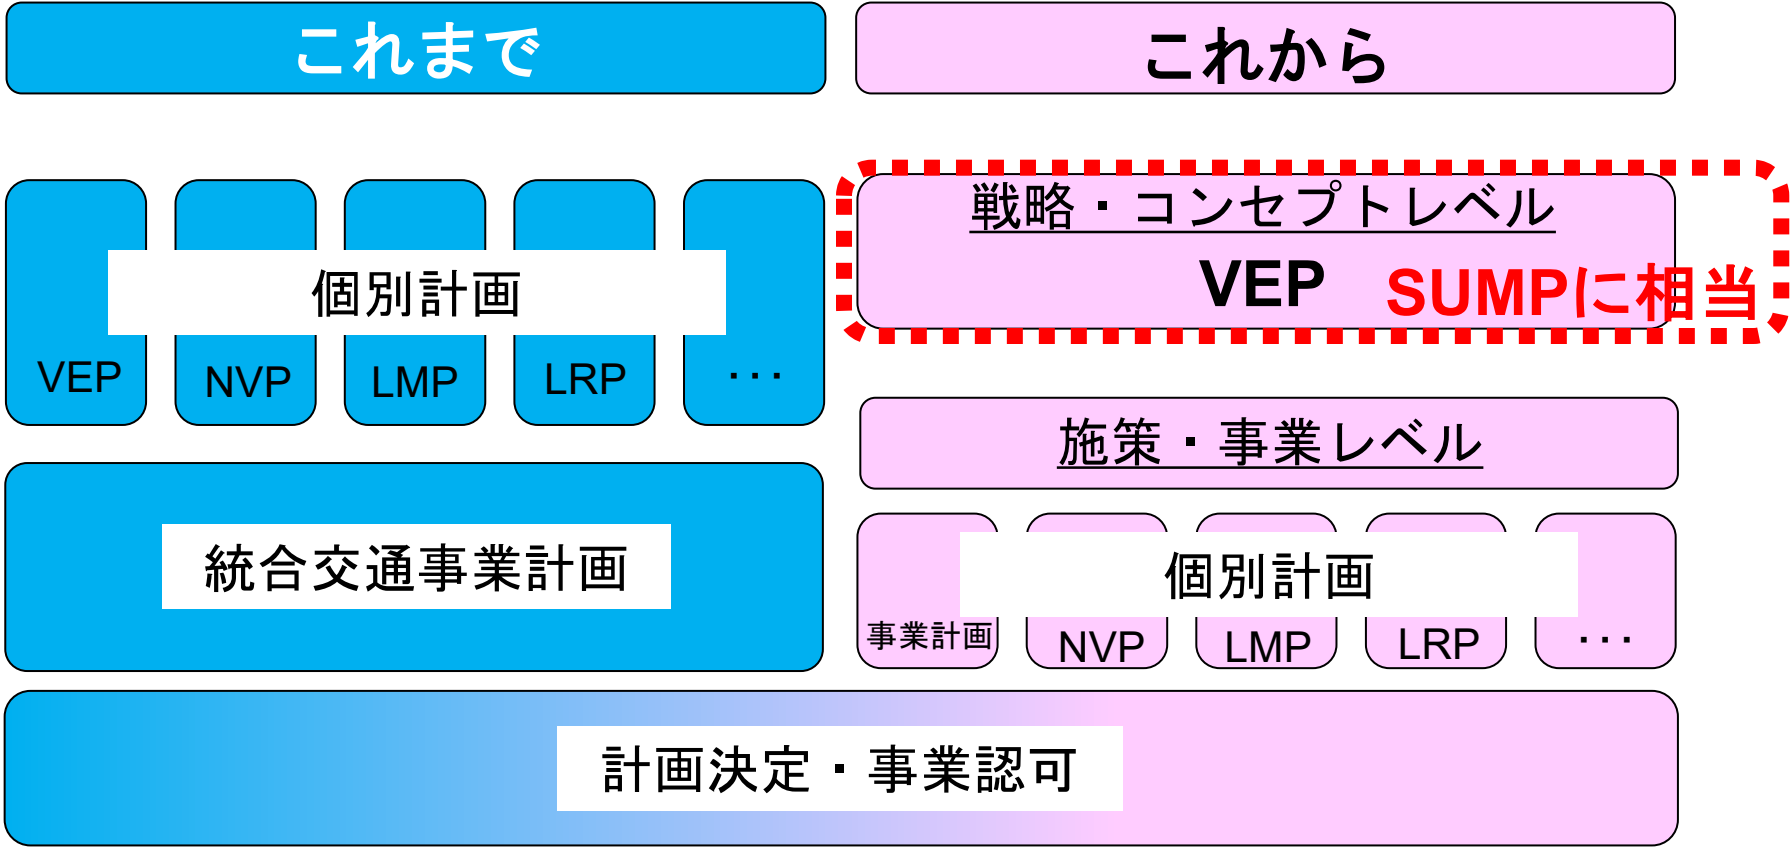 これまで
個別計画
VEP
NVP
LMP
LRP
...
統合交通事業計画
これから
戦略・コンセプトレベル
VEP
SUMPに相当
施策・事業レベル
個別計画
事業計画
NVP
LMP
LRP
...
計画決定・事業認可